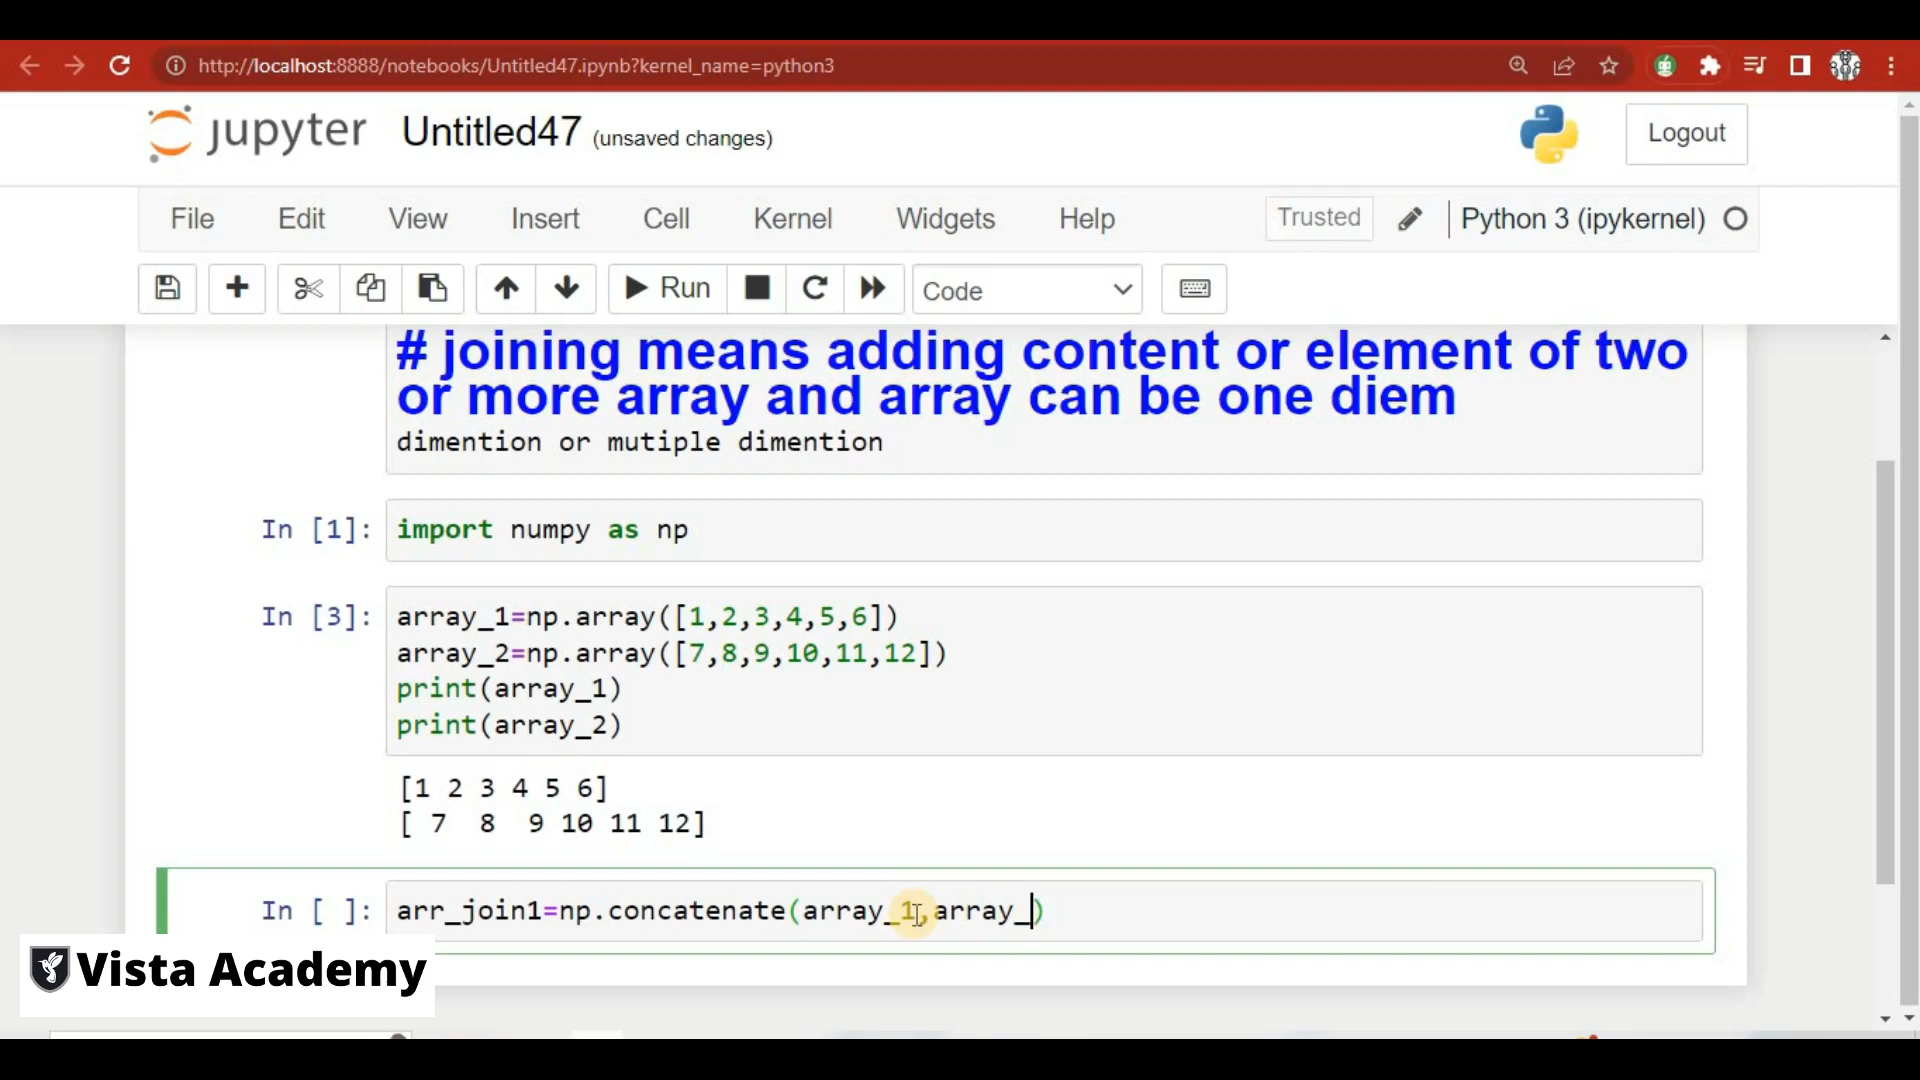 http://localhost:8888/notebooks/Untitled47.ipynb?kernel_name=python3
jupyter Untitled47 (unsaved changes) Logout
File Edit View Insert Cell Kernel Widgets Help Trusted Python 3 (ipykernel)
Run Code
# joining means adding content or element of two
or more array and array can be one diem
dimention or mutiple dimention
In [1]: import numpy as np
In [3]: array_1=np.array([1,2,3,4,5,6])
array_2=np.array([7,8,9,10,11,12])
print(array_1)
print(array_2)
[1 2 3 4 5 6]
[ 7  8  9 10 11 12]
In [ ]: arr_join1=np.concatenate(array_1,array_)
Vista Academy